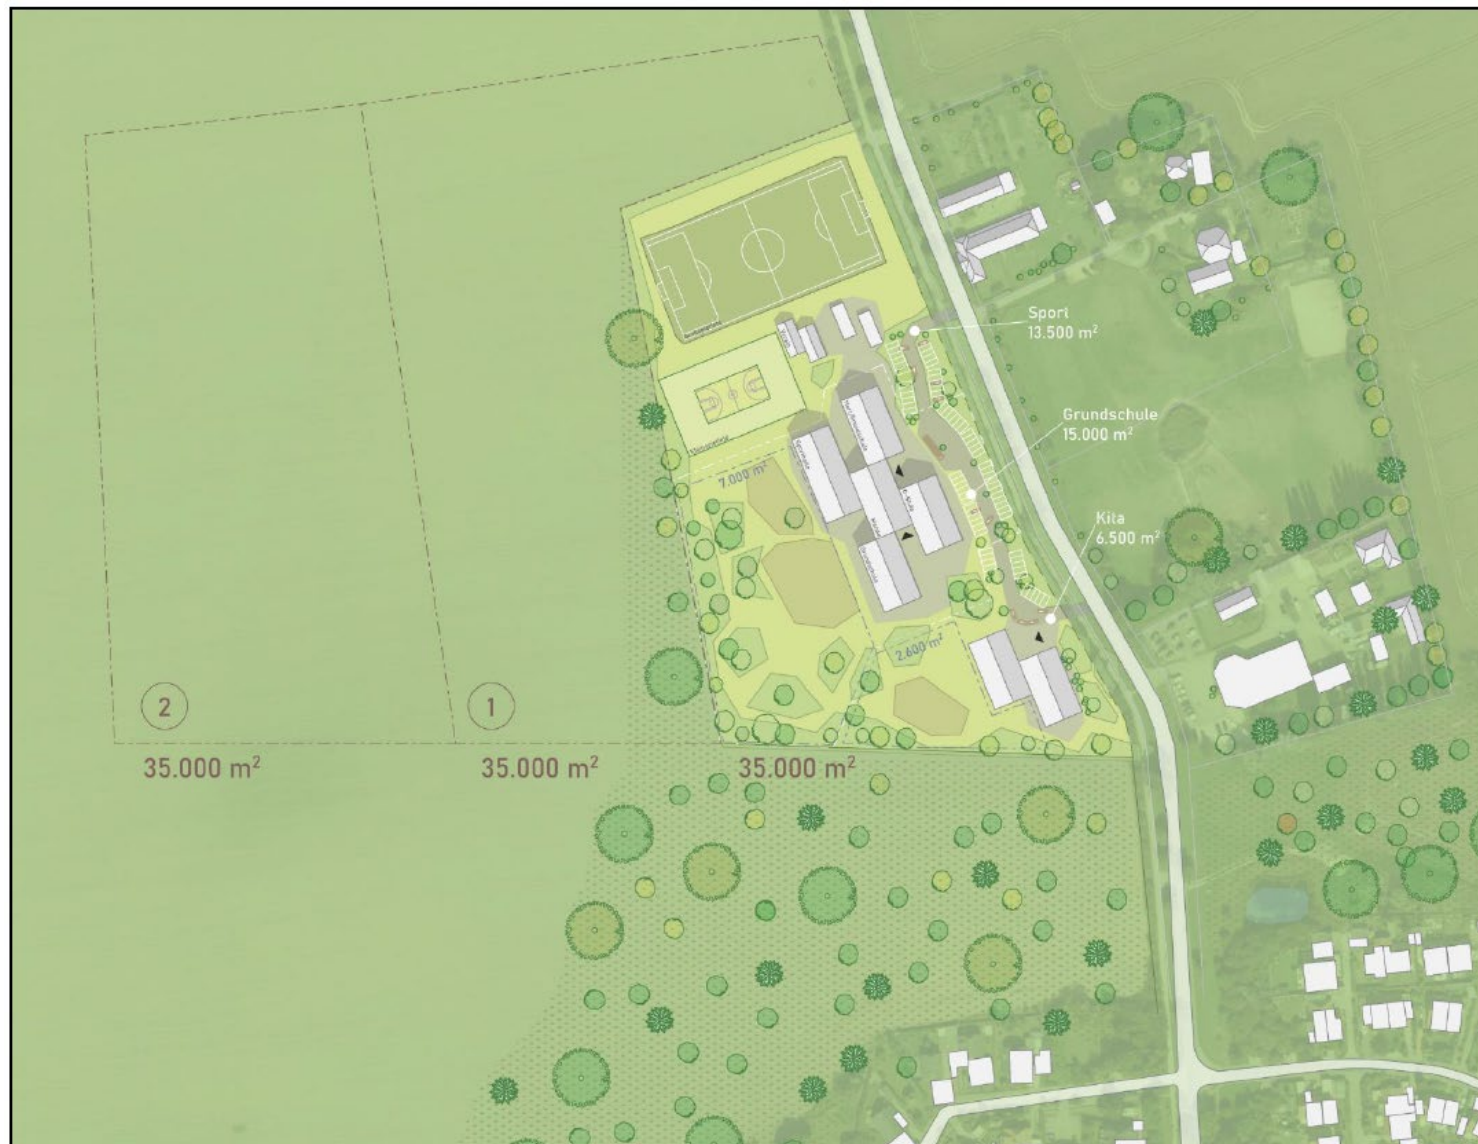 Sport
13.500 m²
Grundschule
15.000 m²
7.000 m²
Kita
6.500 m²
2.600 m²
2
1
35.000 m²
35.000 m²
35.000 m²